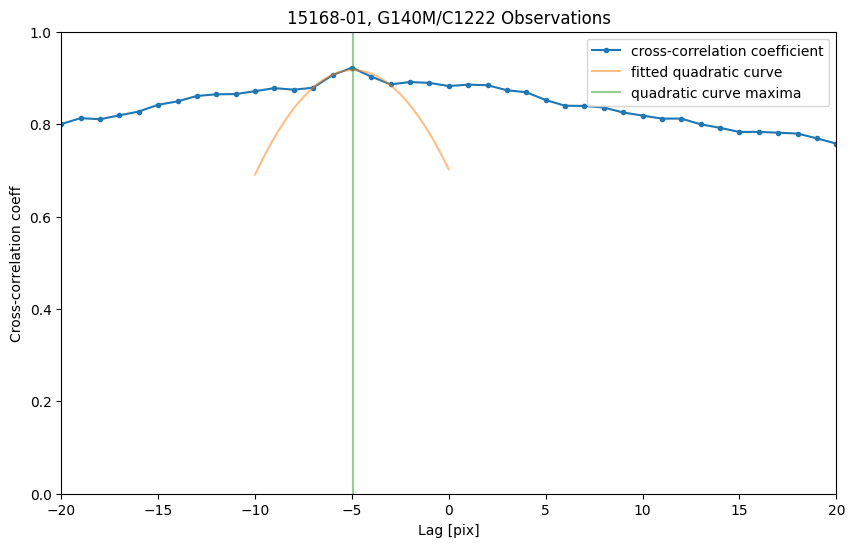 15168-01, G140M/C1222 Observations
cross-correlation coefficient
fitted quadratic curve
quadratic curve maxima
Cross-correlation coeff
1.0
0.8
0.6
0.4
0.2
0.0
−20
−15
−10
−5
0
5
10
15
20
Lag [pix]